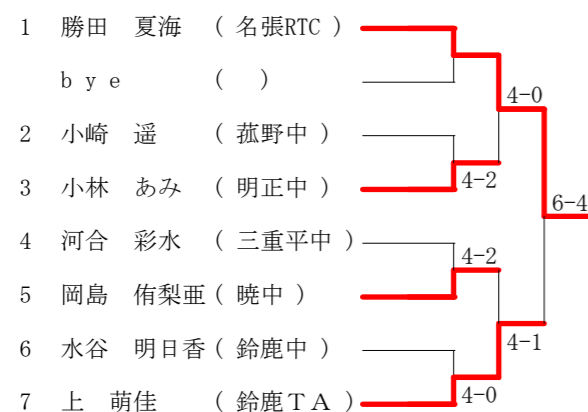 1 勝田 夏海 ( 名張RTC )
bye ( )
4-0
2 小崎 遥 ( 菰野中 )
3 小林 あみ ( 明正中 )
4-2
6-4
4 河合 彩水 ( 三重平中 )
4-2
5 岡島 侑梨亜( 暁中 )
6 水谷 明日香( 鈴鹿中 )
4-1
7 上 萌佳 ( 鈴鹿ＴＡ )
4-0